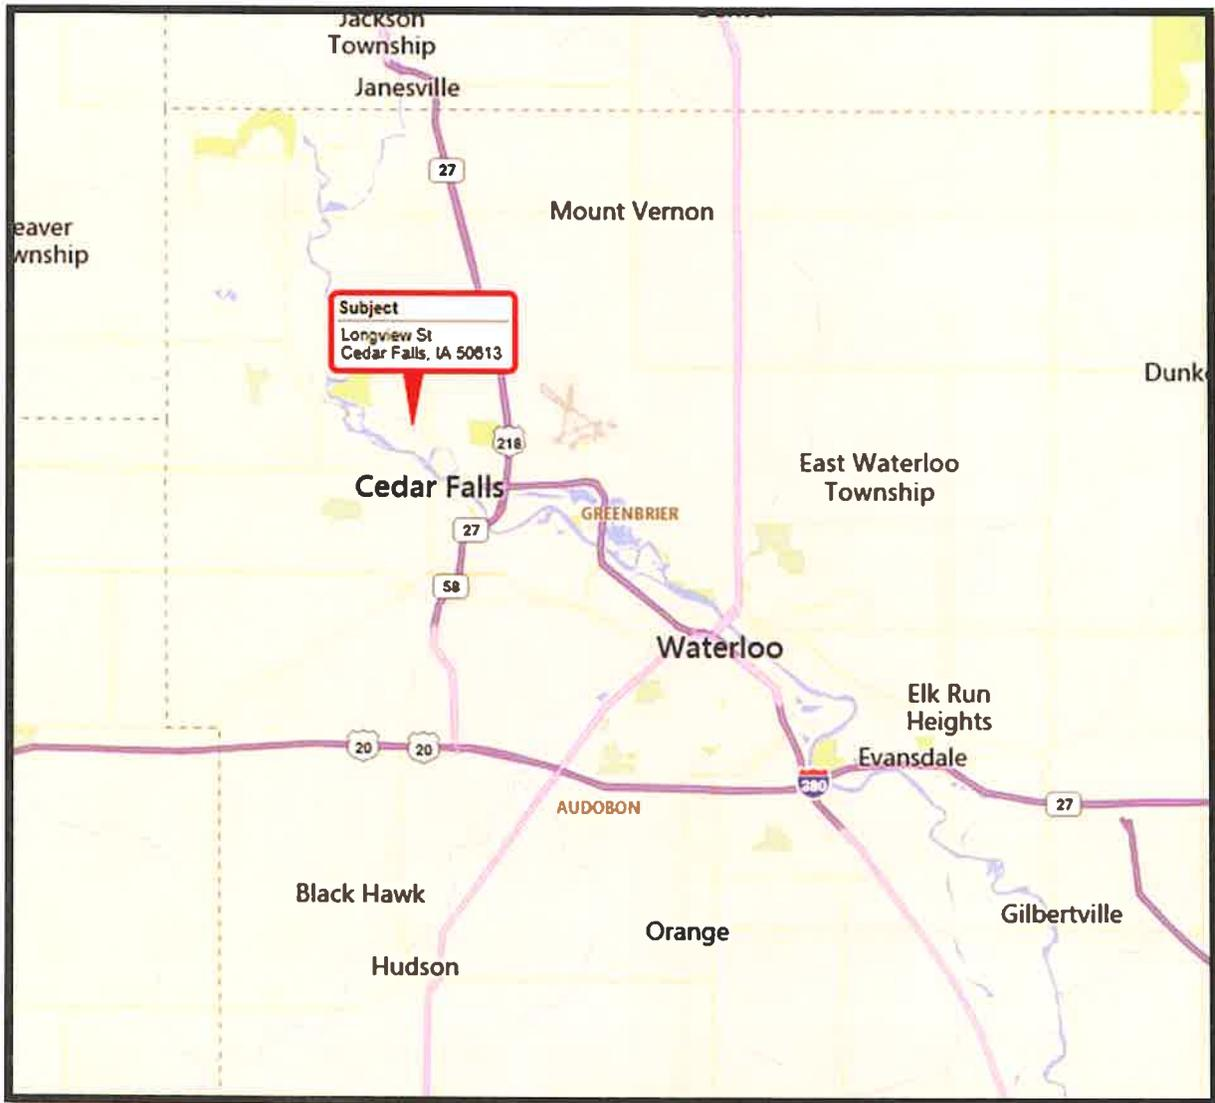 Jackson
Township
Janesville
27
Mount Vernon
eaver
wnship
Subject
Longview St
Cedar Falls, IA 50613
Dunk
218
East Waterloo
Township
Cedar Falls
GREENBRIER
27
58
Waterloo
Elk Run
Heights
20
20
Evansdale
380
27
AUDOBON
Black Hawk
Gilbertville
Orange
Hudson